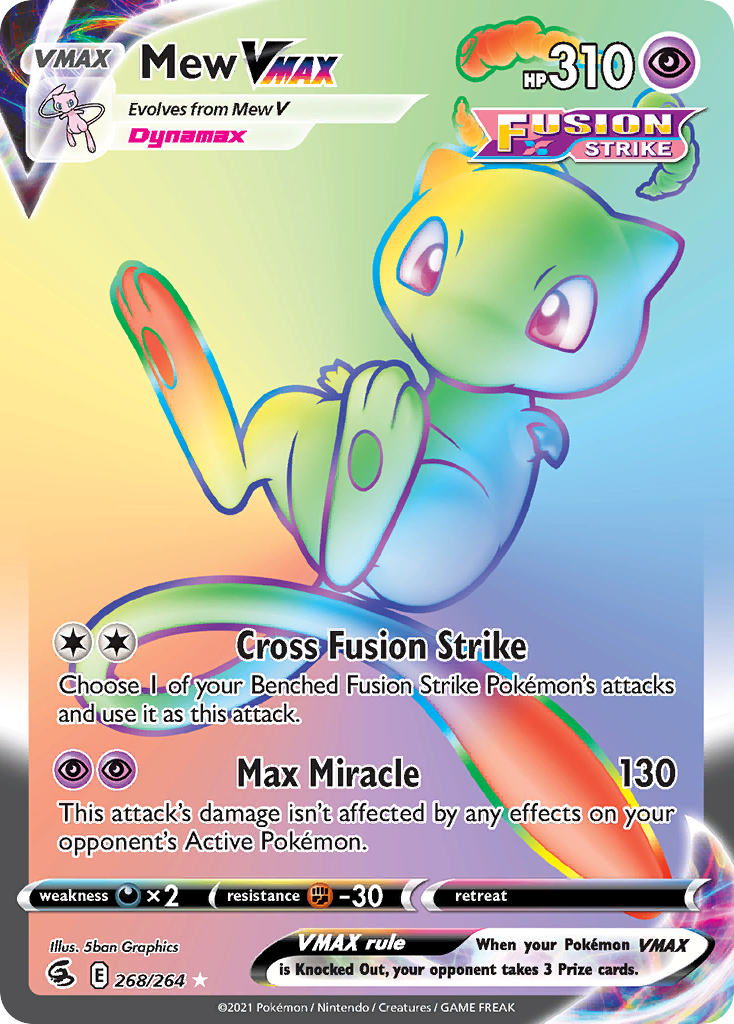 VMAX
Mew VMAX
HP310
Evolves from Mew V
Dynamax
FUSION
STRIKE
Cross Fusion Strike
Choose 1 of your Benched Fusion Strike Pokémon's attacks
and use it as this attack.
Max Miracle 130
This attack's damage isn't affected by any effects on your
opponent's Active Pokémon.
weakness ×2 resistance -30 retreat
Illus. 5ban Graphics
VMAX rule When your Pokémon VMAX
is Knocked Out, your opponent takes 3 Prize cards.
E 268/264
©2021 Pokémon / Nintendo / Creatures / GAME FREAK